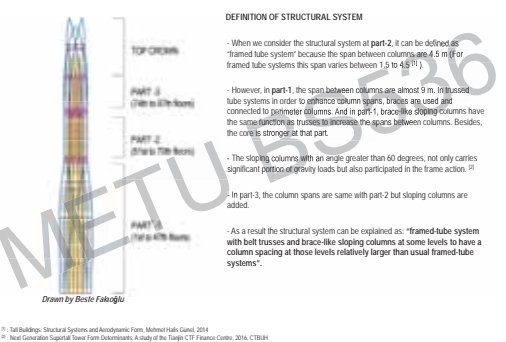 DEFINITION OF STRUCTURAL SYSTEM
- When we consider the structural system at part-2, it can be defined as
"framed tube system" because the span between columns are 4.5 m (For
framed tube systems this span varies between 1,5 to 4,5 [1] ).
- However, in part-1, the span between columns are almost 9 m. In trussed
tube systems in order to enhance column spans, braces are used and
connected to perimeter columns. And in part-1, brace-like sloping columns have
the same function as trusses to increase the spans between columns. Besides,
the core is stronger at that part.
- The sloping columns with an angle greater than 60 degrees, not only carries
significant portion of gravity loads but also participated in the frame action. [2]
- In part-3, the column spans are same with part-2 but sloping columns are
added.
- As a result the structural system can be explained as: "framed-tube system
with belt trusses and brace-like sloping columns at some levels to have a
column spacing at those levels relatively larger than usual framed-tube
systems".
TOP CROWN
PART-3
PART-2
PART-1
Drawn by Beste Fakıoğlu
METU BS536
[1] : Tall Buildings: Structural Systems and Aerodynamic Form, Mehmet Halis Gunel, 2014
[2] : Next Generation Supertall Tower Form Determinants: A study of the Tianjin CTF Finance Centre, 2016, CTBUH